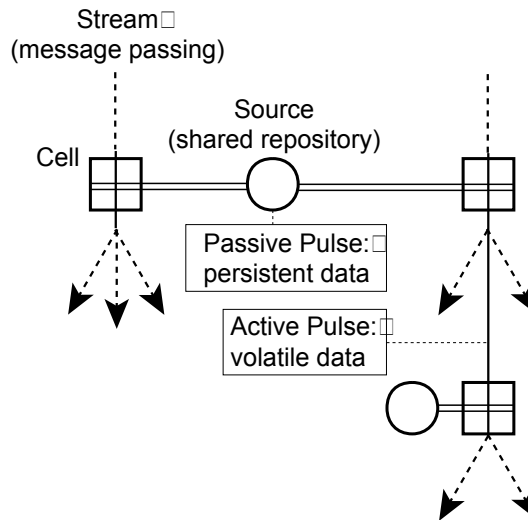 Stream
(message passing)
Source
(shared repository)
Cell
Passive Pulse:
persistent data
Active Pulse:
volatile data